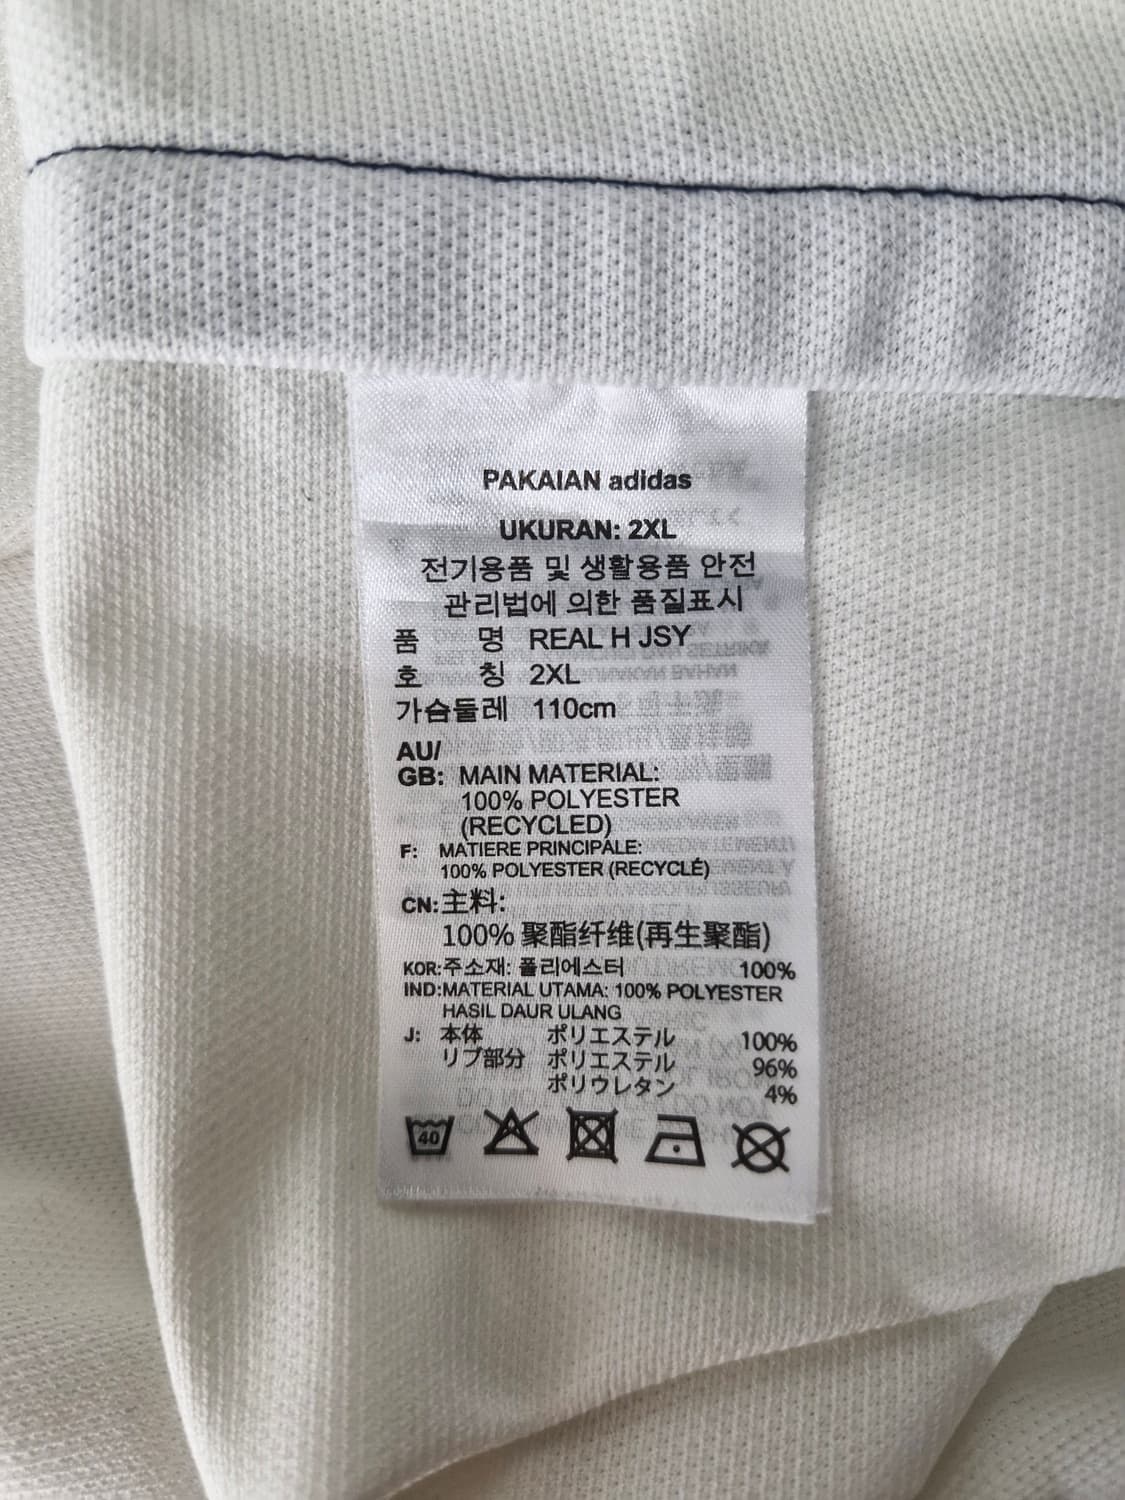 PAKAIAN adidas
UKURAN: 2XL
전기용품 및 생활용품 안전
관리법에 의한 품질표시
품 명 REAL H JSY
호 칭 2XL
가슴둘레 110cm
AU/
GB: MAIN MATERIAL:
100% POLYESTER
(RECYCLED)
F: MATIERE PRINCIPALE:
100% POLYESTER (RECYCLÉ)
CN:主料:
100% 聚酯纤维(再生聚酯)
KOR:주소재: 폴리에스터 100%
IND:MATERIAL UTAMA: 100% POLYESTER
HASIL DAUR ULANG
J: 本体 ポリエステル 100%
リブ部分 ポリエステル 96%
ポリウレタン 4%
40